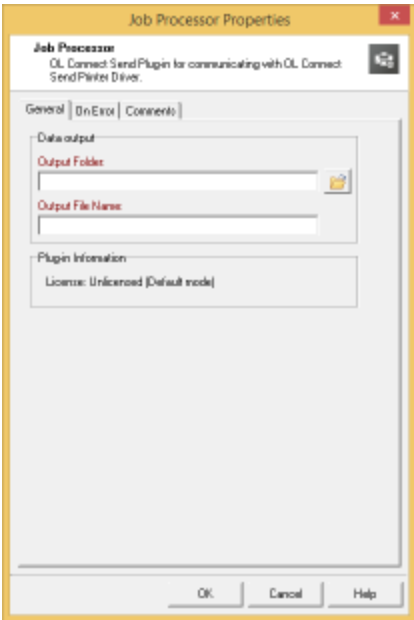 Job Processor Properties
Job Processor
OL Connect Send Plugin for communicating with OL Connect
Send Printer Driver.
General
On Error
Comments
Data output
Output Folder:
Output File Name:
Plugin Information
License: Unlicensed (Default mode)
OK
Cancel
Help